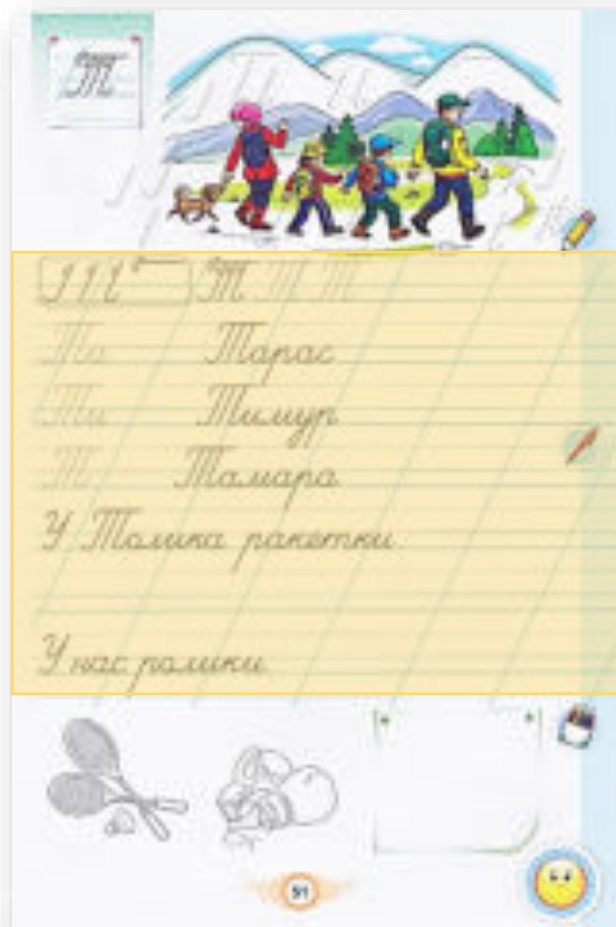 Т
Т Т Т
Та Тарас
Ти Тимур
Т Тамара
У Толика ракетки.
У нас ролики.
51